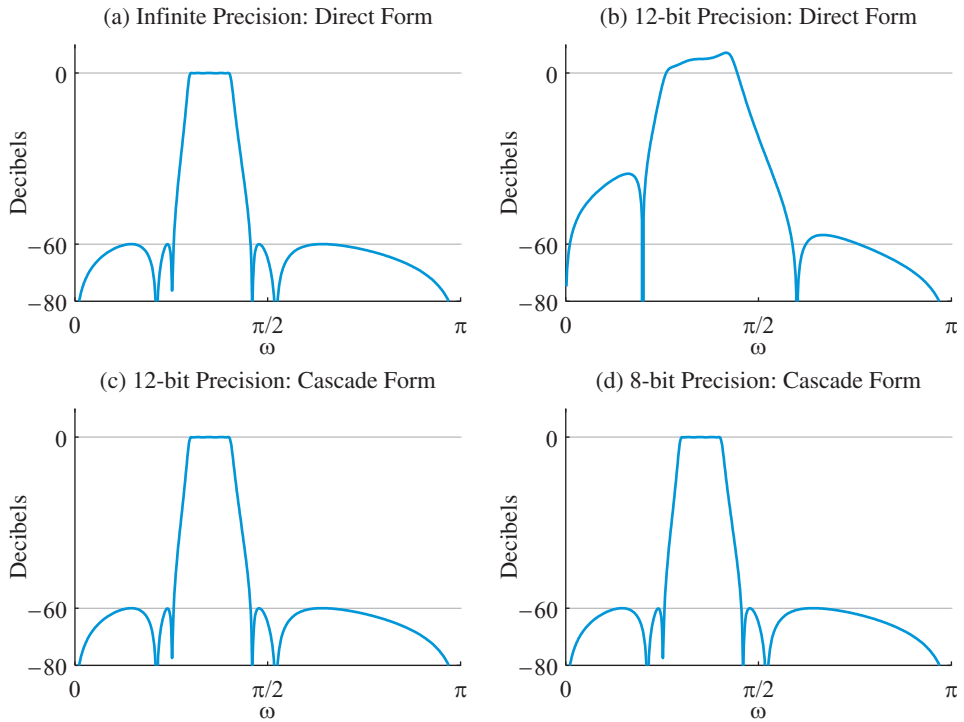 (a) Infinite Precision: Direct Form
0
−60
−80
Decibels
0
π/2
π
ω
(b) 12-bit Precision: Direct Form
0
−60
−80
Decibels
0
π/2
π
ω
(c) 12-bit Precision: Cascade Form
0
−60
−80
Decibels
0
π/2
π
ω
(d) 8-bit Precision: Cascade Form
0
−60
−80
Decibels
0
π/2
π
ω